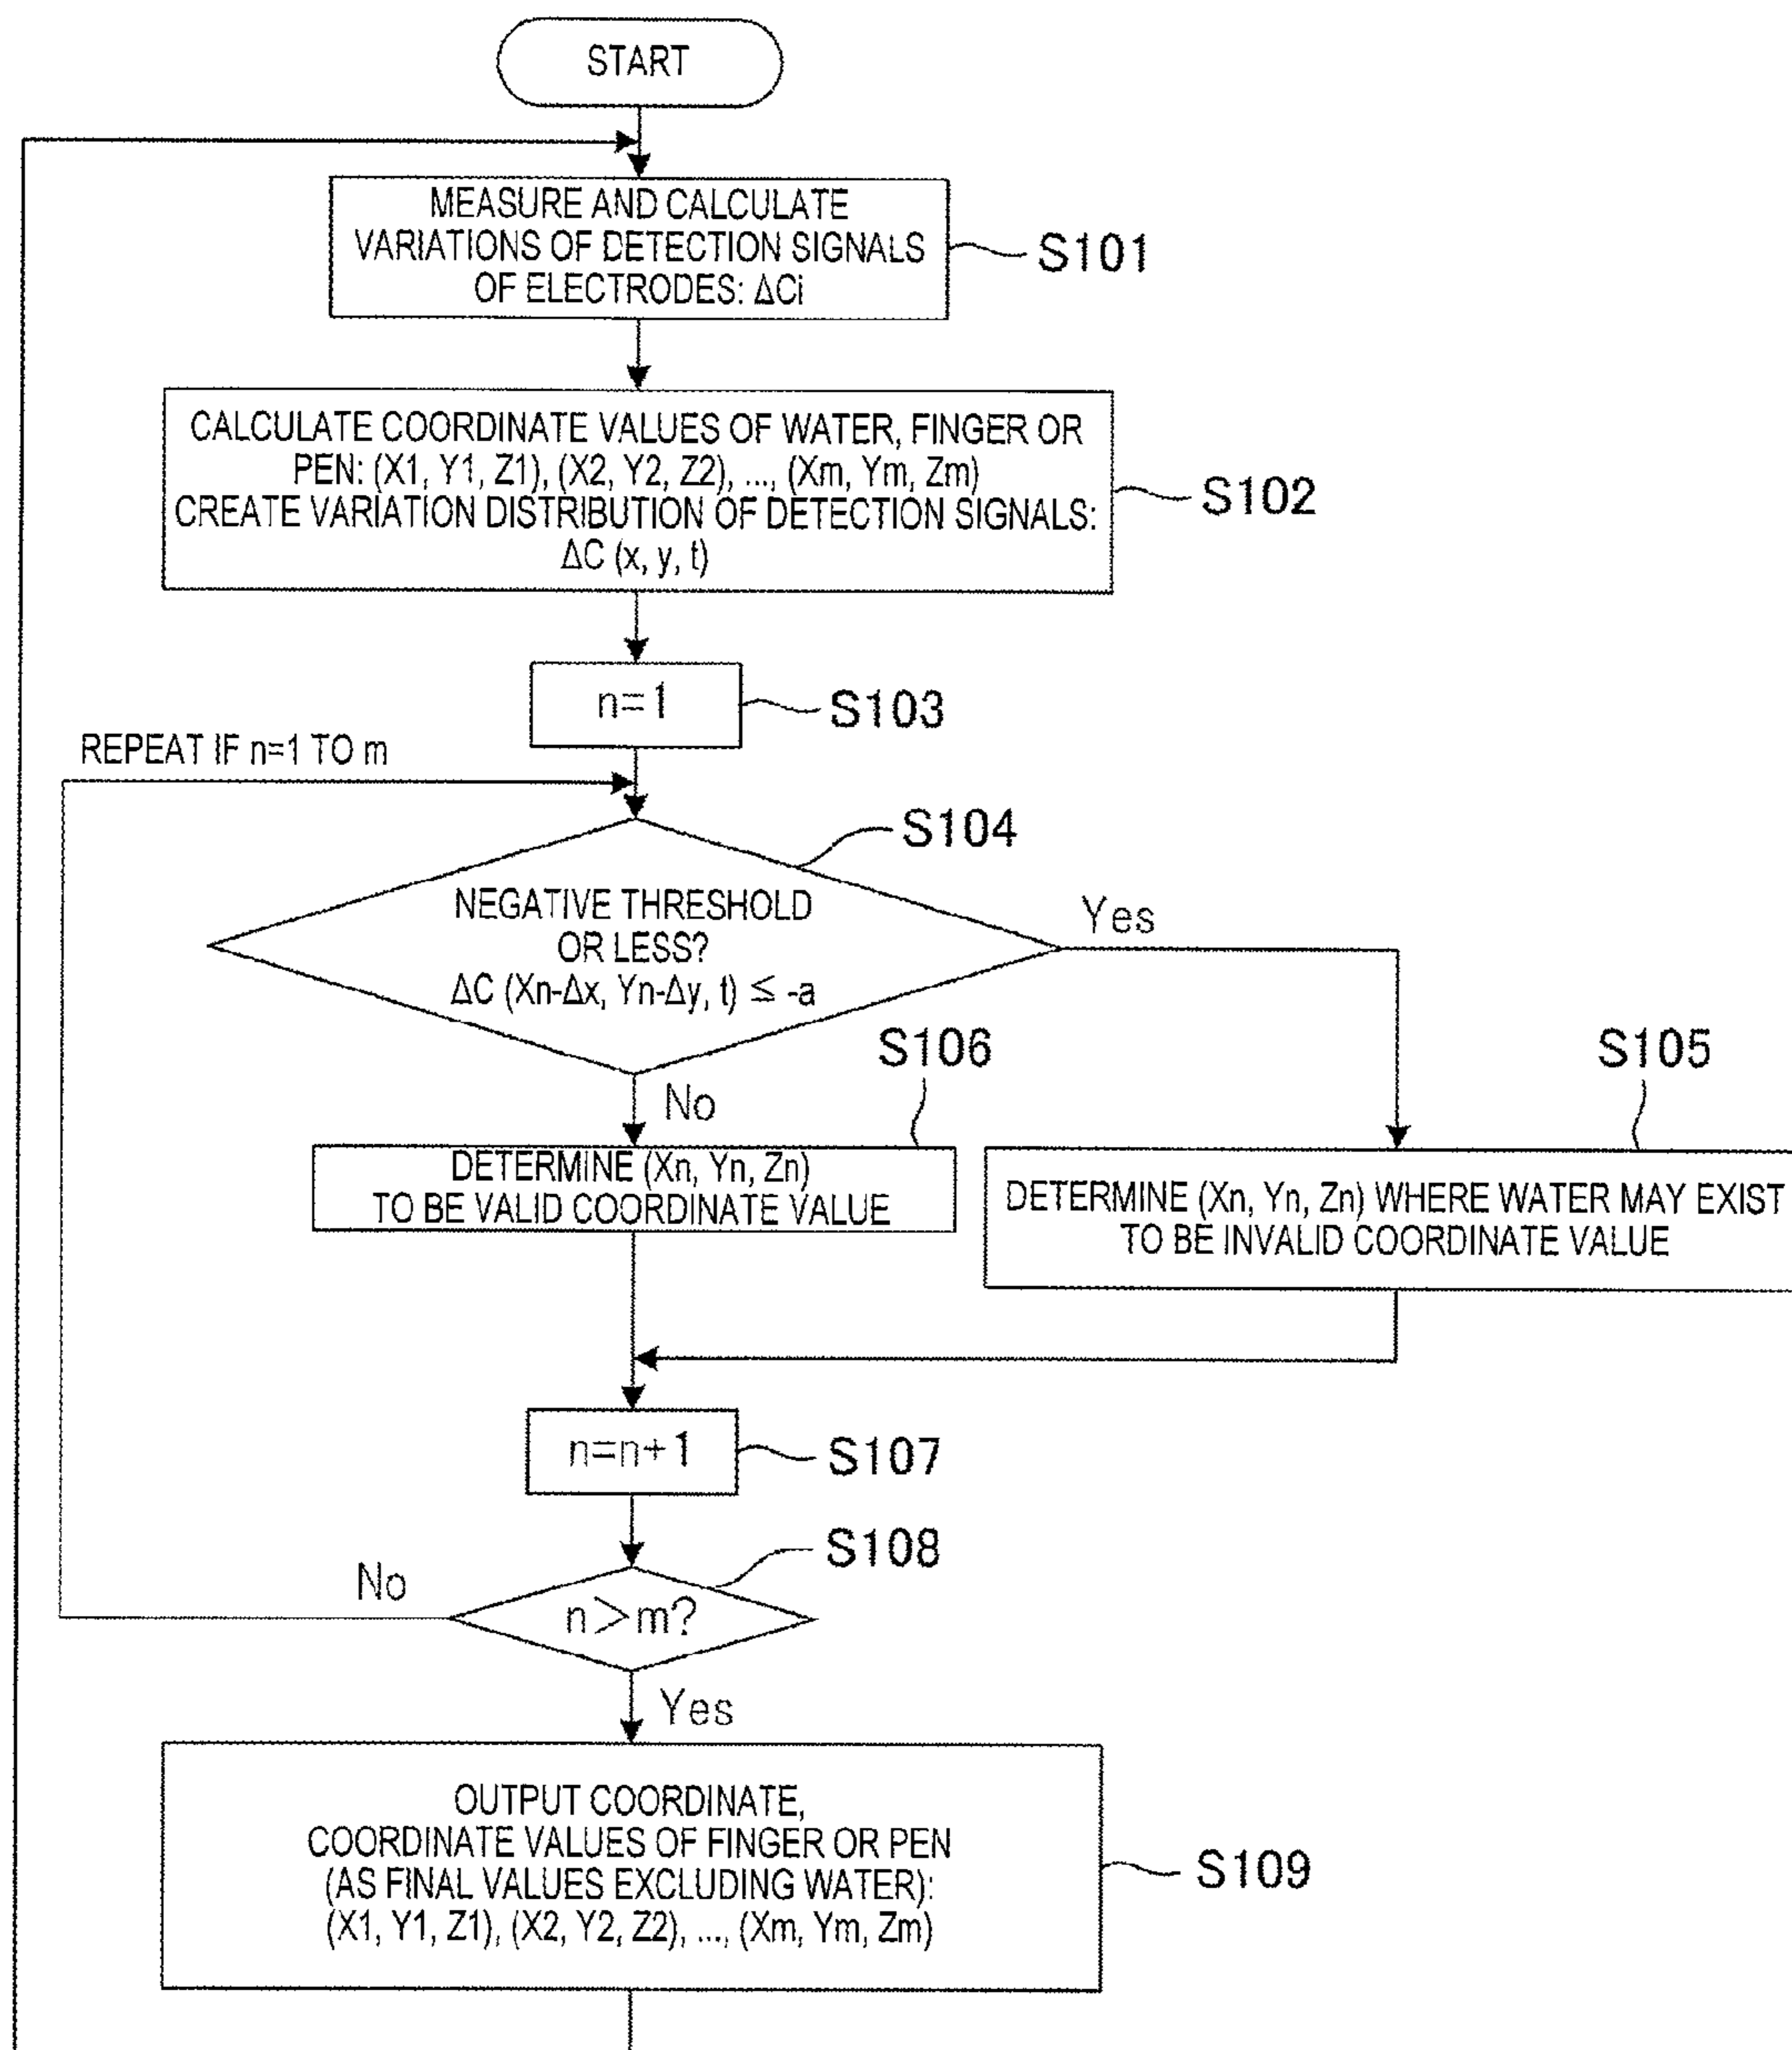 START
MEASURE AND CALCULATE
VARIATIONS OF DETECTION SIGNALS
OF ELECTRODES: ΔCi
S101
CALCULATE COORDINATE VALUES OF WATER, FINGER OR
PEN: (X1, Y1, Z1), (X2, Y2, Z2), ..., (Xm, Ym, Zm)
CREATE VARIATION DISTRIBUTION OF DETECTION SIGNALS:
ΔC (x, y, t)
S102
n=1
S103
REPEAT IF n=1 TO m
S104
NEGATIVE THRESHOLD
OR LESS?
ΔC (Xn-Δx, Yn-Δy, t) ≦ -a
Yes
No
S106
DETERMINE (Xn, Yn, Zn)
TO BE VALID COORDINATE VALUE
S105
DETERMINE (Xn, Yn, Zn) WHERE WATER MAY EXIST
TO BE INVALID COORDINATE VALUE
n=n+1
S107
S108
n>m?
No
Yes
OUTPUT COORDINATE,
COORDINATE VALUES OF FINGER OR PEN
(AS FINAL VALUES EXCLUDING WATER):
(X1, Y1, Z1), (X2, Y2, Z2), ..., (Xm, Ym, Zm)
S109